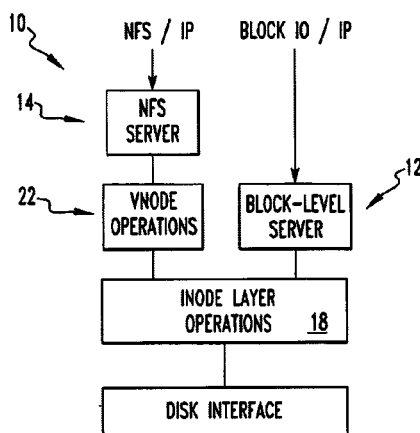 10
NFS / IP
BLOCK IO / IP
14
NFS
SERVER
12
22
VNODE
OPERATIONS
BLOCK-LEVEL
SERVER
INODE LAYER
OPERATIONS
18
DISK INTERFACE